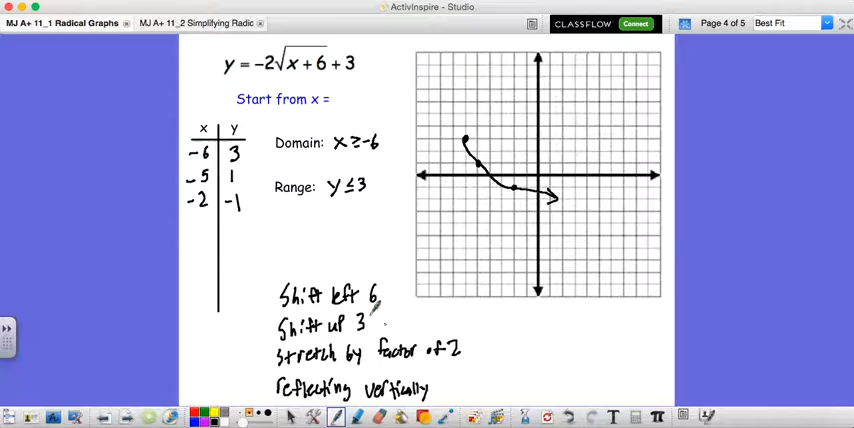 ActivInspire - Studio
MJ A+ 11_1 Radical Graphs
MJ A+ 11_2 Simplifying Radic
CLASSFLOW Connect
Page 4 of 5
Best Fit
y = -2√x + 6 + 3
Start from x =
x y
-6 3
-5 1
-2 -1
Domain: x ≥ -6
Range: y ≤ 3
Shift left 6
Shift up 3
stretch by factor of 2
reflecting vertically